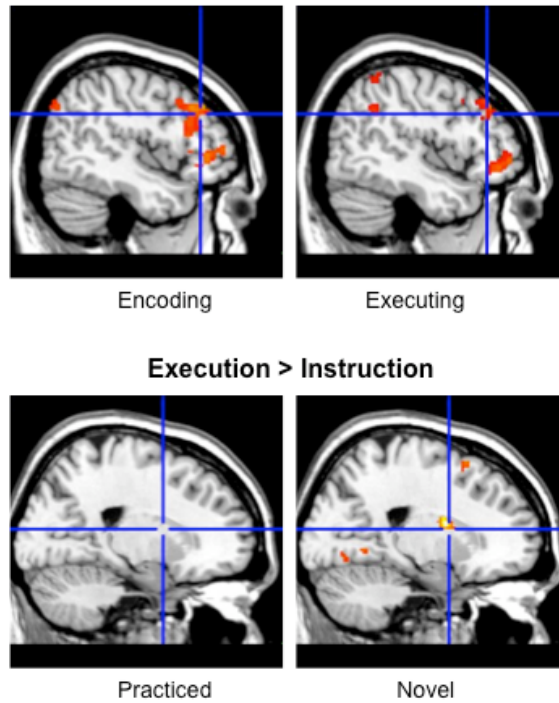 Encoding
Executing
Execution > Instruction
Practiced
Novel